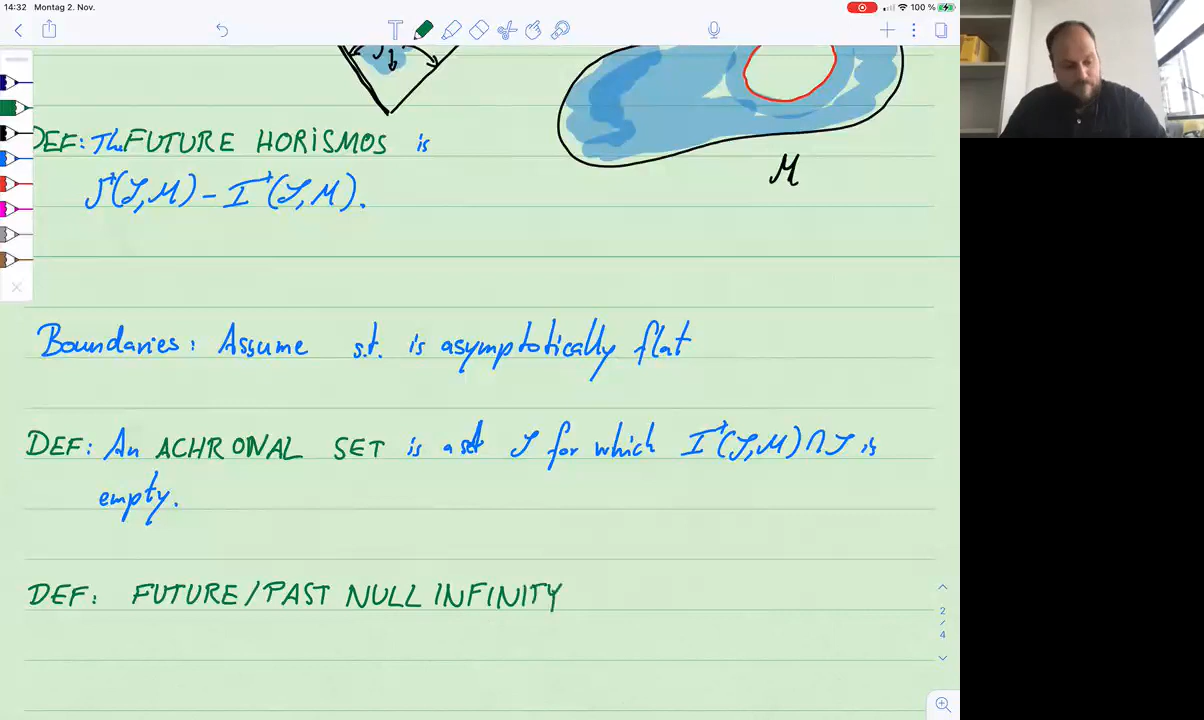 14:32 Montag 2. Nov.
100 %
M
DEF: The FUTURE HORISMOS is
J⁺(S,M) - I⁺(S,M).
Boundaries: Assume s.t. is asymptotically flat
DEF: An ACHRONAL SET is a set S for which I⁺(S,M) ∩ S is
empty.
DEF: FUTURE/PAST NULL INFINITY
2
/
4